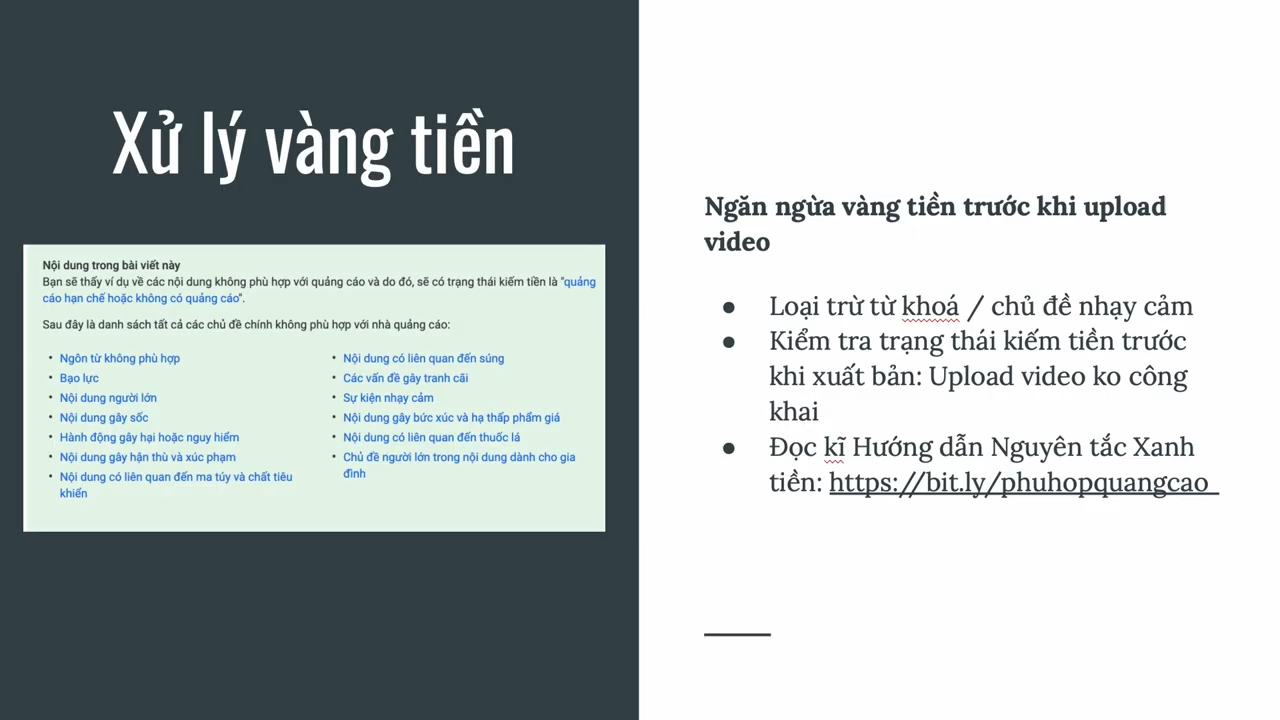 Xử lý vàng tiền
Nội dung trong bài viết này
Bạn sẽ thấy ví dụ về các nội dung không phù hợp với quảng cáo và do đó, sẽ có trạng thái kiếm tiền là "quảng
cáo hạn chế hoặc không có quảng cáo".
Sau đây là danh sách tất cả các chủ đề chính không phù hợp với nhà quảng cáo:
• Ngôn từ không phù hợp
• Bạo lực
• Nội dung người lớn
• Nội dung gây sốc
• Hành động gây hại hoặc nguy hiểm
• Nội dung gây hận thù và xúc phạm
• Nội dung có liên quan đến ma túy và chất tiêu
khiển
• Nội dung có liên quan đến súng
• Các vấn đề gây tranh cãi
• Sự kiện nhạy cảm
• Nội dung gây bức xúc và hạ thấp phẩm giá
• Nội dung có liên quan đến thuốc lá
• Chủ đề người lớn trong nội dung dành cho gia
đình
Ngăn ngừa vàng tiền trước khi upload
video
● Loại trừ từ khoá / chủ đề nhạy cảm
● Kiểm tra trạng thái kiếm tiền trước
khi xuất bản: Upload video ko công
khai
● Đọc kĩ Hướng dẫn Nguyên tắc Xanh
tiền: https://bit.ly/phuhopquangcao